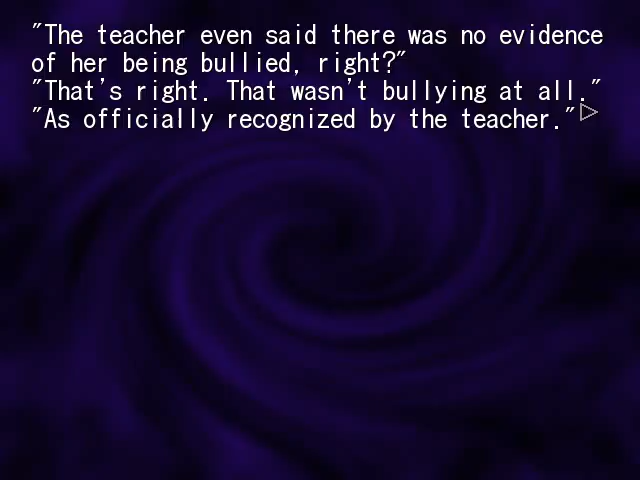 "The teacher even said there was no evidence
of her being bullied, right?"
"That's right. That wasn't bullying at all."
"As officially recognized by the teacher."